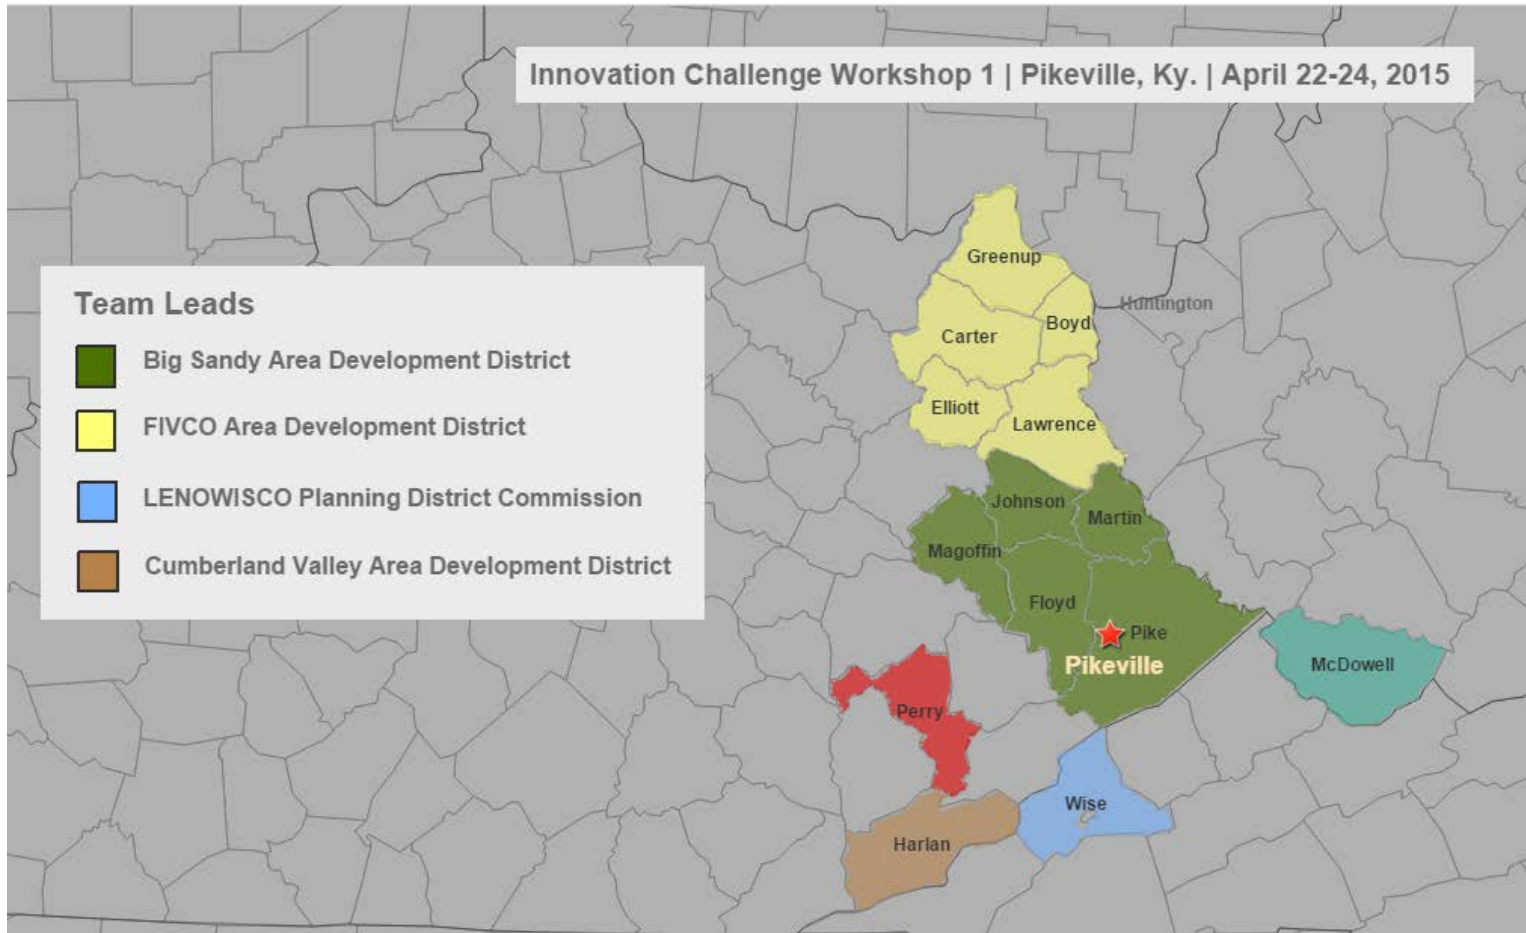 Innovation Challenge Workshop 1 | Pikeville, Ky. | April 22-24, 2015
Team Leads
Big Sandy Area Development District
FIVCO Area Development District
LENOWISCO Planning District Commission
Cumberland Valley Area Development District
Greenup
Huntington
Boyd
Carter
Elliott
Lawrence
Johnson
Martin
Magoffin
Floyd
Pike
Pikeville
McDowell
Perry
Wise
Harlan